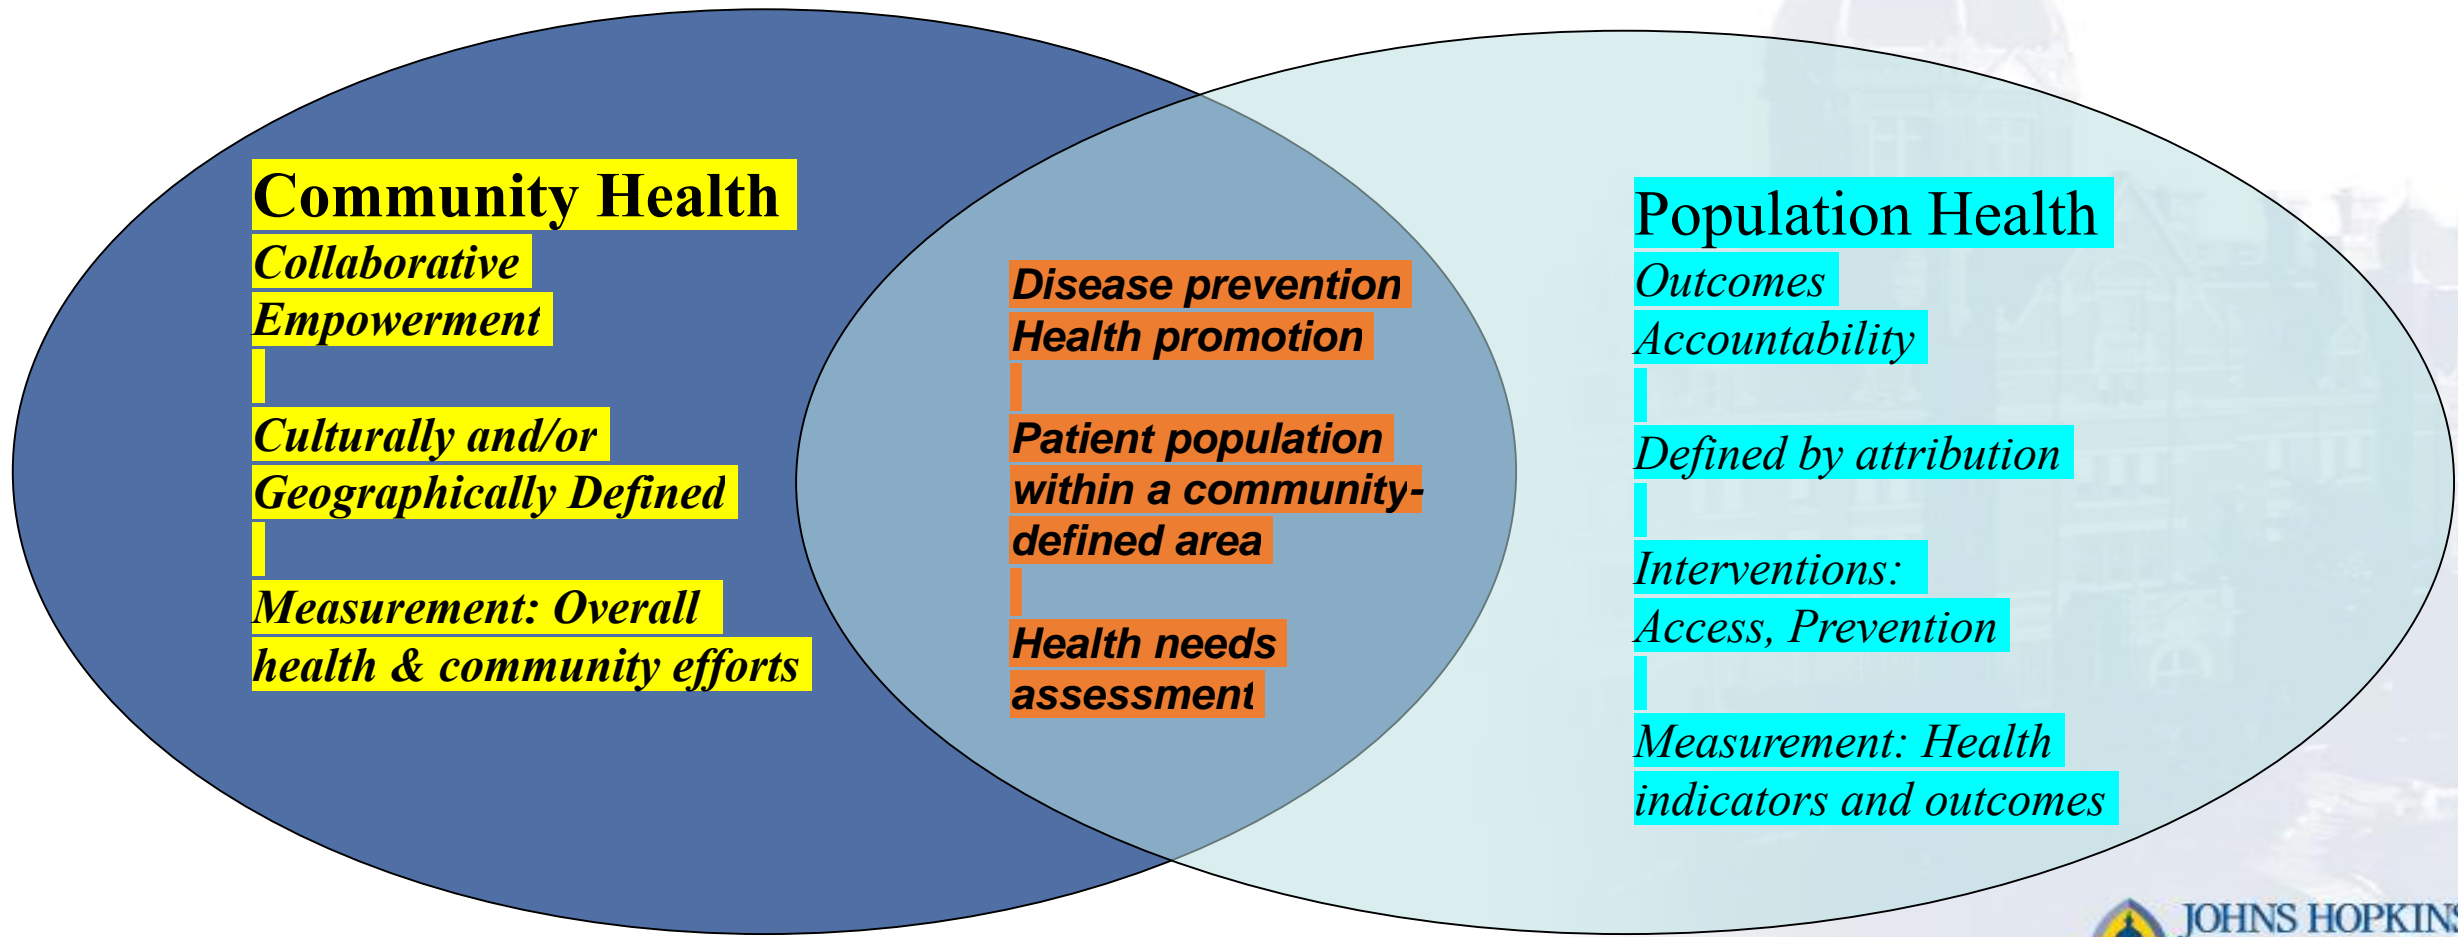 Community Health
Collaborative
Empowerment
Culturally and/or
Geographically Defined
Measurement: Overall
health & community efforts
Disease prevention
Health promotion
Patient population
within a community-
defined area
Health needs
assessment
Population Health
Outcomes
Accountability
Defined by attribution
Interventions:
Access, Prevention
Measurement: Health
indicators and outcomes
JOHNS HOPKINS